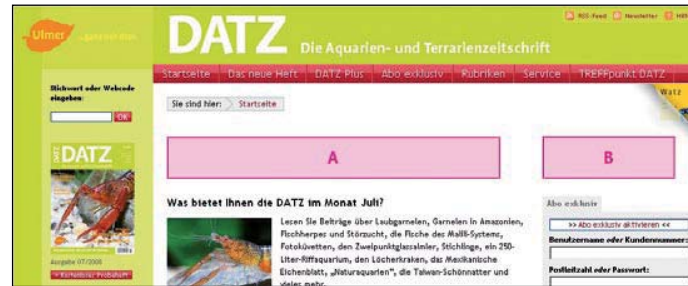 Ulmer
DATZ
Die Aquarien- und Terrarienzeitschrift
RSS-Feed Newsletter
Startseite Das neue Heft DATZ Plus Abo exklusiv Rubriken Service TREFFpunkt DATZ
Stichwort oder Webcode
eingeben:
OK
Sie sind hier: Startseite
Watz
A
B
DATZ
Ausgabe 07/2008
» Kostenloses Probeheft
Was bietet Ihnen die DATZ im Monat Juli?
Lesen Sie Beiträge über Laubgarnelen, Garnelen in Amazonien,
Fischherpes und Störzucht, die Fische des Malili-Systems,
Fotoküvetten, den Zweipunktglassalmler, Stichlinge, ein 250-
Liter-Riffaquarium, den Löcherkraken, das Mexikanische
Eichenblatt, „Naturaquarien“, die Taiwan-Schönnatter und
vieles mehr.
Abo exklusiv
>> Abo exklusiv aktivieren <<
Benutzername oder Kundennummer:
Postleitzahl oder Passwort: